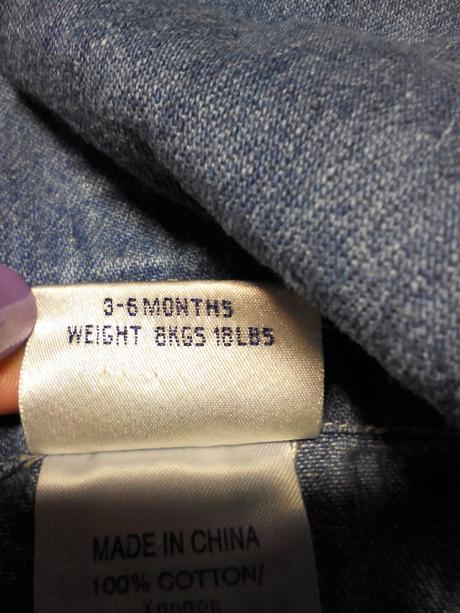 3-6 MONTHS
WEIGHT 8KGS 18LBS
MADE IN CHINA
100% COTTON/